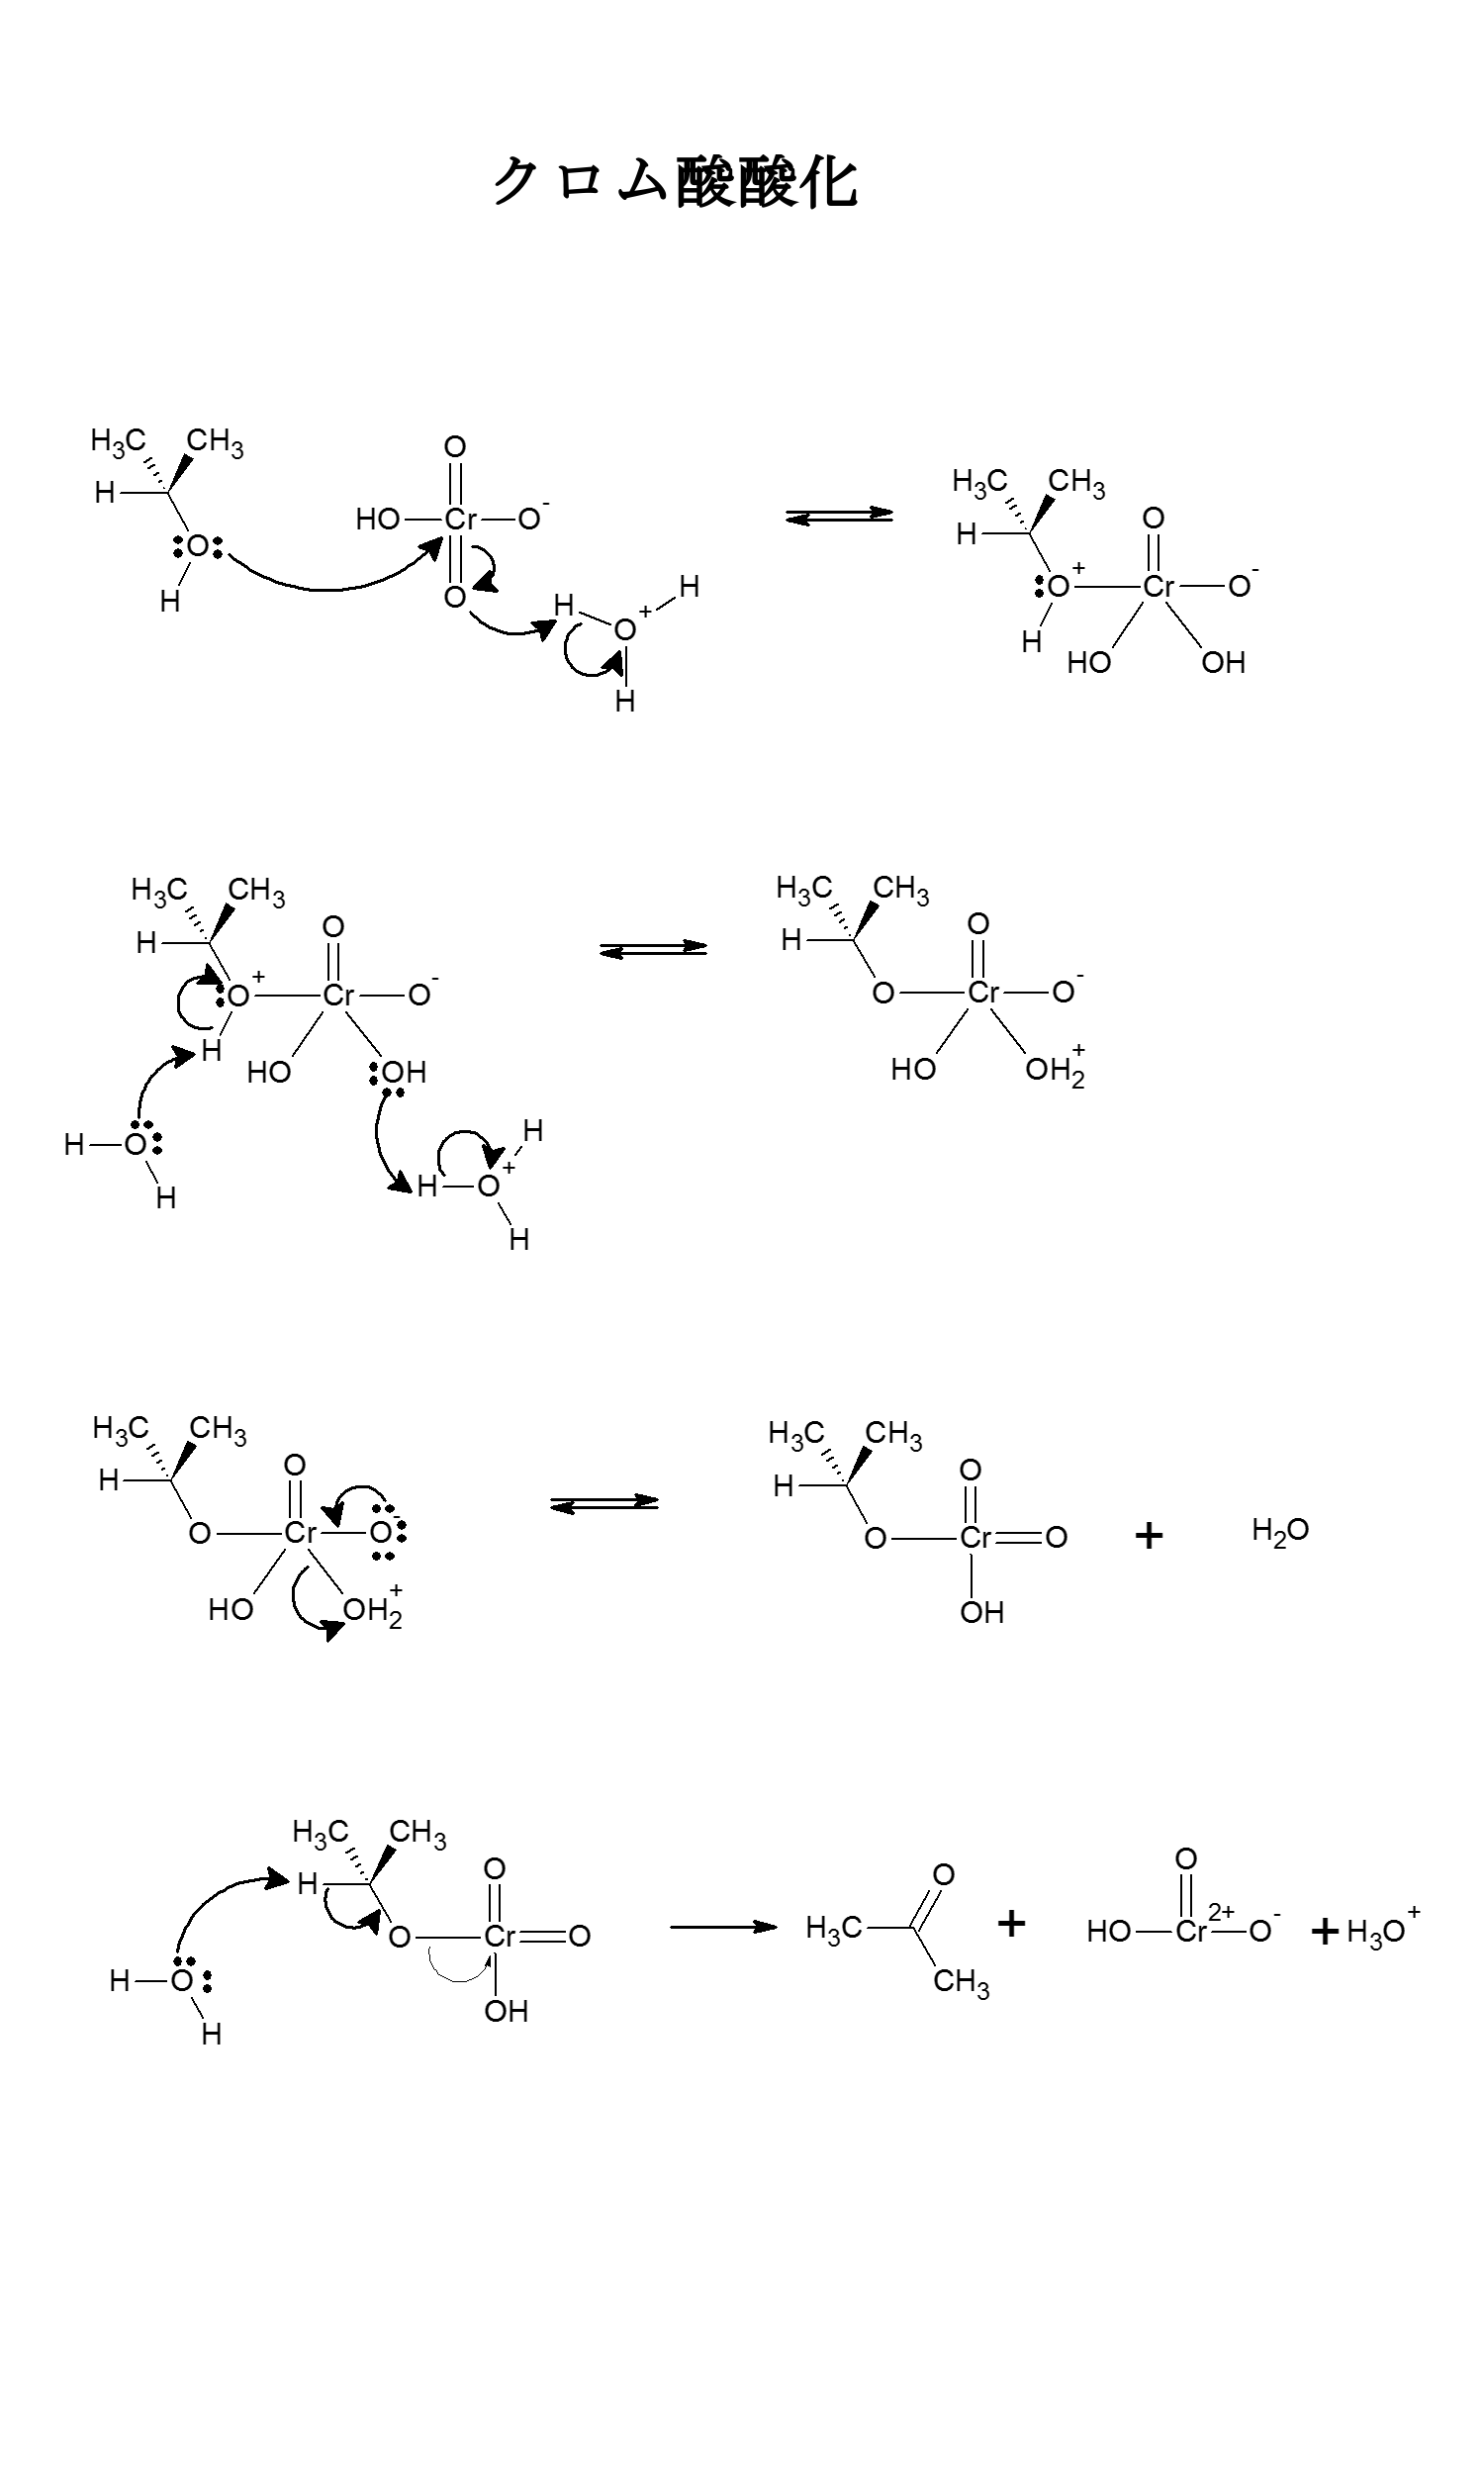 クロム酸酸化
H3C CH3 H O H
O HO Cr O- O
H O+ H H
H3C CH3 H O+ H O Cr O- HO OH
H3C CH3 H O+ H O Cr O- HO OH
H O H
H O+ H H
H3C CH3 H O O Cr O- HO OH2+
H3C CH3 H O O Cr O- HO OH2+
H3C CH3 H O O Cr O OH + H2O
H O H
H3C CH3 H O O Cr O OH
H3C O CH3 + O HO Cr 2+ O- + H3O+